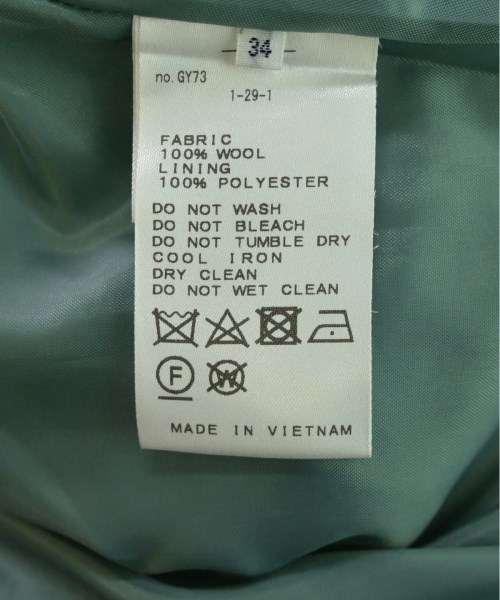 34
no. GY73
1-29-1
FABRIC
100% WOOL
LINING
100% POLYESTER
DO NOT WASH
DO NOT BLEACH
DO NOT TUMBLE DRY
COOL IRON
DRY CLEAN
DO NOT WET CLEAN
F W
MADE IN VIETNAM